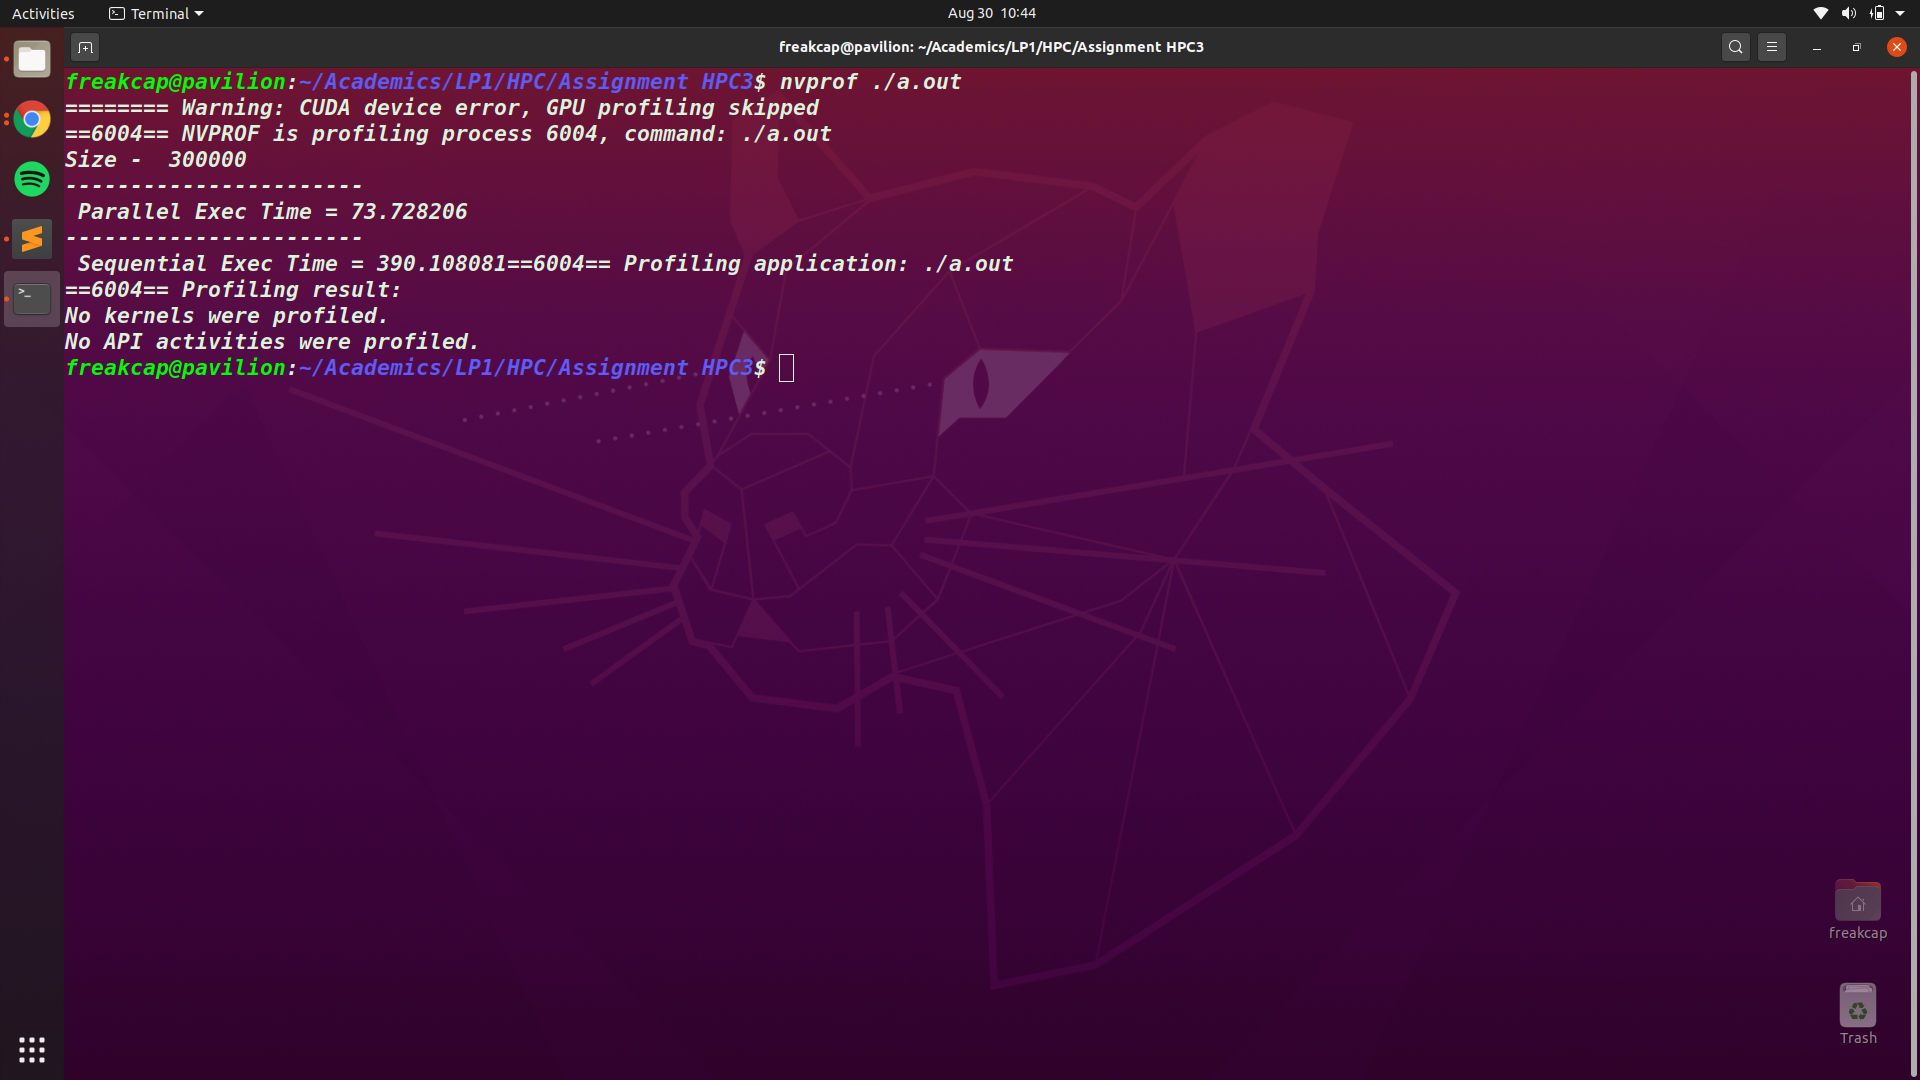 Activities
Terminal
Aug 30 10:44
freakcap@pavilion: ~/Academics/LP1/HPC/Assignment HPC3
freakcap@pavilion:~/Academics/LP1/HPC/Assignment HPC3$ nvprof ./a.out
======== Warning: CUDA device error, GPU profiling skipped
==6004== NVPROF is profiling process 6004, command: ./a.out
Size -  300000
-----------------------
 Parallel Exec Time = 73.728206
-----------------------
 Sequential Exec Time = 390.108081==6004== Profiling application: ./a.out
==6004== Profiling result:
No kernels were profiled.
No API activities were profiled.
freakcap@pavilion:~/Academics/LP1/HPC/Assignment HPC3$
freakcap
Trash